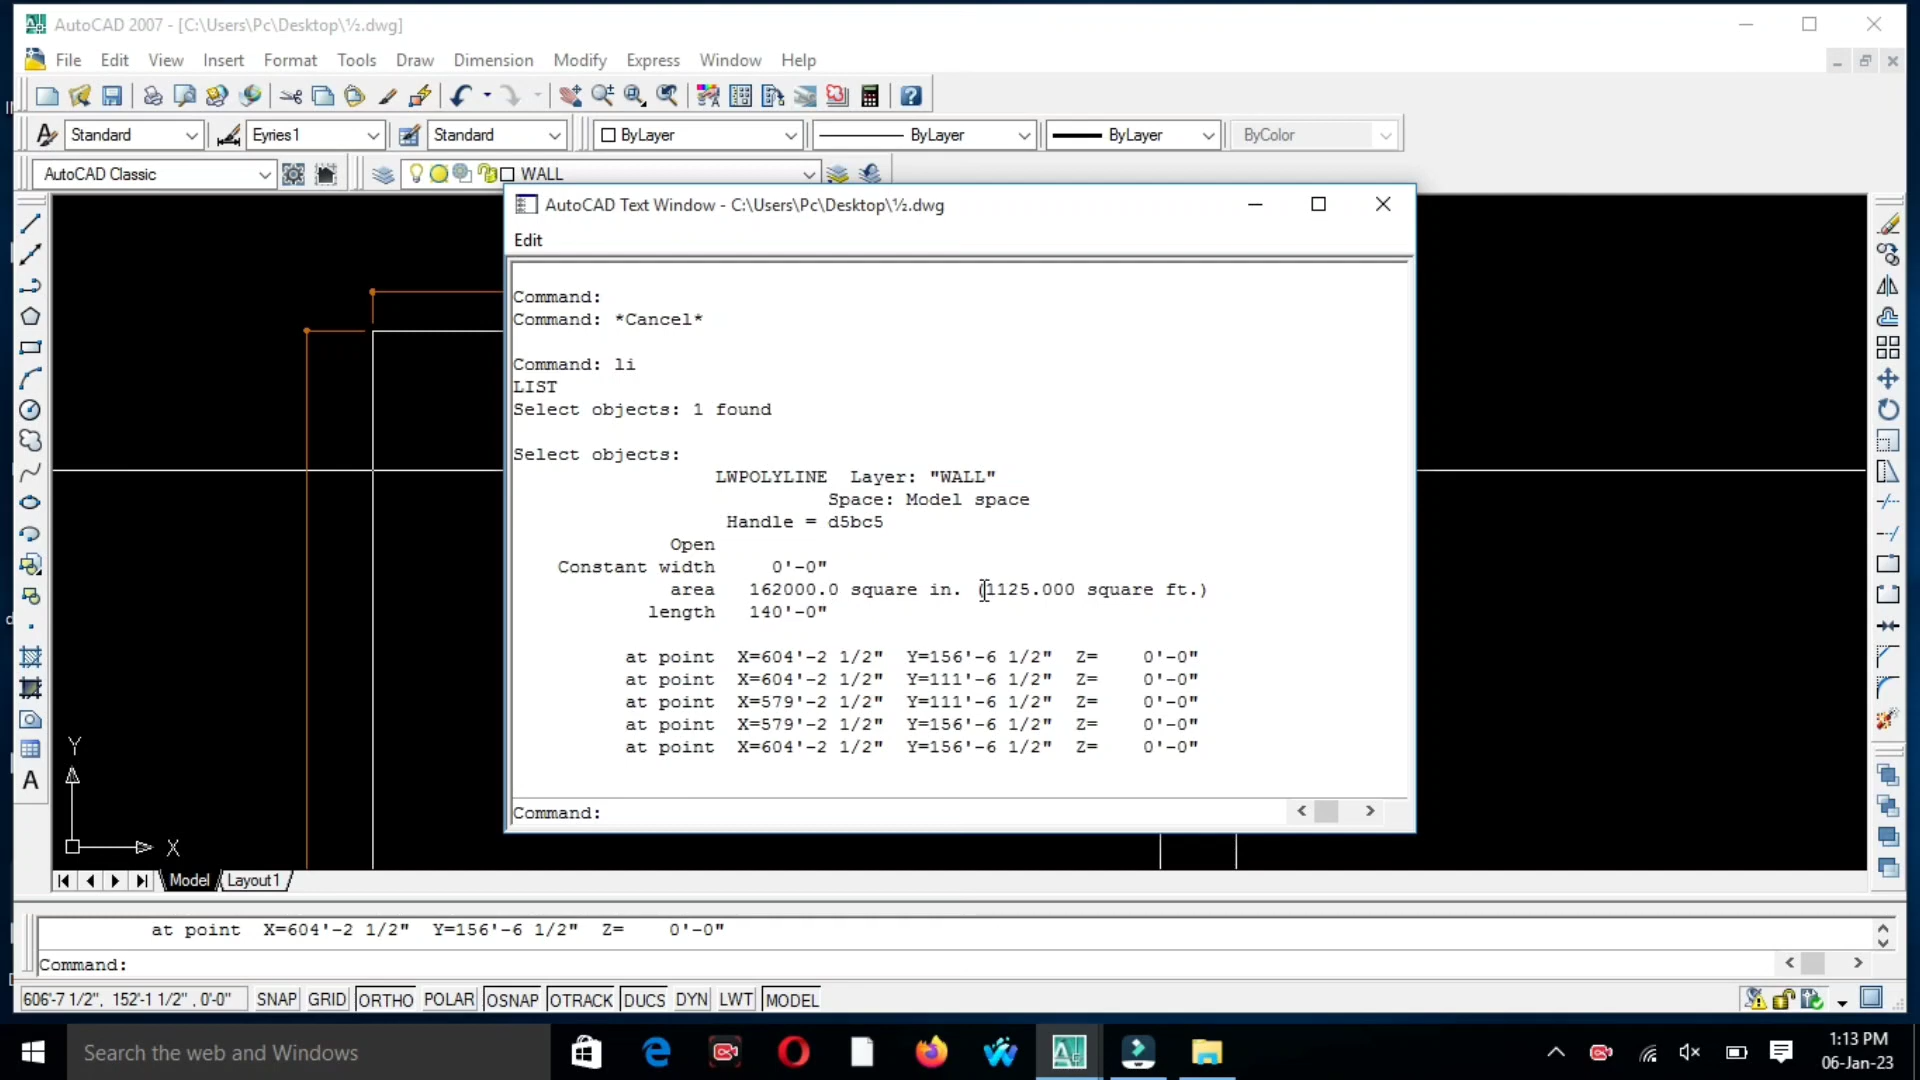 AutoCAD 2007 - [C:\Users\Pc\Desktop\½.dwg]
File Edit View Insert Format Tools Draw Dimension Modify Express Window Help
Standard Eyries1 Standard ByLayer ByLayer ByLayer ByColor
AutoCAD Classic WALL
AutoCAD Text Window - C:\Users\Pc\Desktop\½.dwg
Edit
Command:
Command: *Cancel*
Command: li
LIST
Select objects: 1 found
Select objects:
LWPOLYLINE Layer: "WALL"
Space: Model space
Handle = d5bc5
Open
Constant width 0'-0"
area 162000.0 square in. (1125.000 square ft.)
length 140'-0"
at point X=604'-2 1/2" Y=156'-6 1/2" Z= 0'-0"
at point X=604'-2 1/2" Y=111'-6 1/2" Z= 0'-0"
at point X=579'-2 1/2" Y=111'-6 1/2" Z= 0'-0"
at point X=579'-2 1/2" Y=156'-6 1/2" Z= 0'-0"
at point X=604'-2 1/2" Y=156'-6 1/2" Z= 0'-0"
Command:
Y
X
A
Model Layout1
at point X=604'-2 1/2" Y=156'-6 1/2" Z= 0'-0"
Command:
606'-7 1/2", 152'-1 1/2" , 0'-0" SNAP GRID ORTHO POLAR OSNAP OTRACK DUCS DYN LWT MODEL
Search the web and Windows
1:13 PM
06-Jan-23